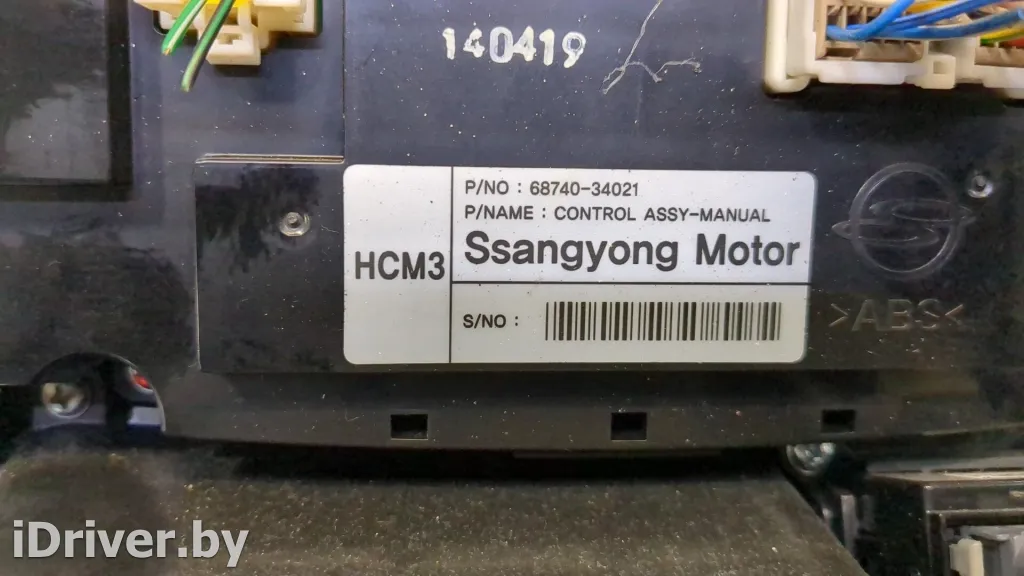 140419
P/NO : 68740-34021
P/NAME : CONTROL ASSY-MANUAL
HCM3
Ssangyong Motor
S/NO :
>ABS<
iDriver.by